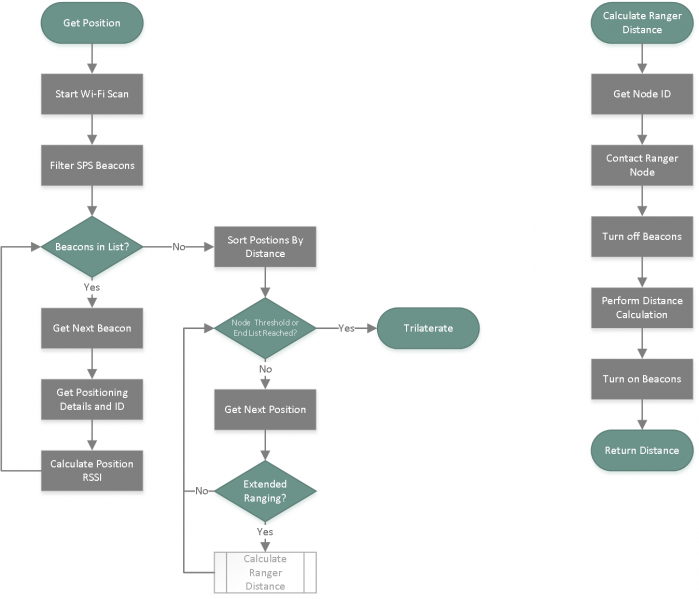 Get Position
Start Wi-Fi Scan
Filter SPS Beacons
Beacons in List?
No
Yes
Get Next Beacon
Get Positioning
Details and ID
Calculate Position
RSSI
Sort Postions By
Distance
Node Threshold or
End List Reached?
Yes
Trilaterate
No
Get Next Position
Extended
Ranging?
No
Yes
Calculate
Ranger
Distance
Calculate Ranger
Distance
Get Node ID
Contact Ranger
Node
Turn off Beacons
Perform Distance
Calculation
Turn on Beacons
Return Distance